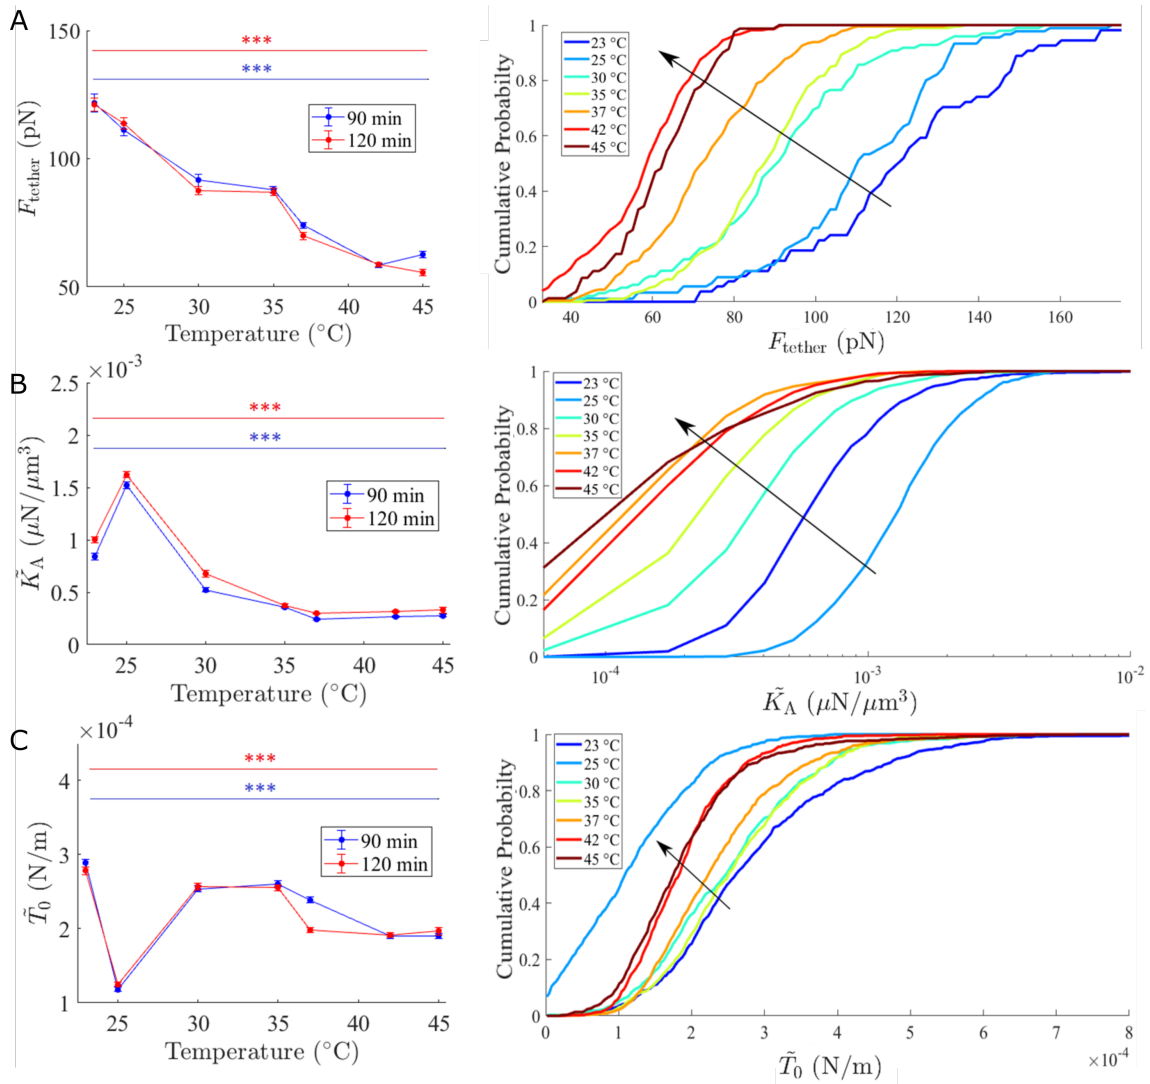 A
150
100
50
F_tether (pN)
***
***
90 min
120 min
25 30 35 40 45
Temperature (°C)
1
0.8
0.6
0.4
0.2
0
Cumulative Probabilty
23 °C
25 °C
30 °C
35 °C
37 °C
42 °C
45 °C
40 60 80 100 120 140 160
F_tether (pN)
B
×10^-3
2.5
2
1.5
1
0.5
0
K̃_Λ (μN/μm^3)
***
***
90 min
120 min
25 30 35 40 45
Temperature (°C)
1
0.8
0.6
0.4
0.2
0
Cumulative Probabilty
23 °C
25 °C
30 °C
35 °C
37 °C
42 °C
45 °C
10^-4 10^-3 10^-2
K̃_Λ (μN/μm^3)
C
×10^-4
4
3
2
1
T̃_0 (N/m)
***
***
90 min
120 min
25 30 35 40 45
Temperature (°C)
1
0.8
0.6
0.4
0.2
0
Cumulative Probabilty
23 °C
25 °C
30 °C
35 °C
37 °C
42 °C
45 °C
0 1 2 3 4 5 6 7 8
×10^-4
T̃_0 (N/m)